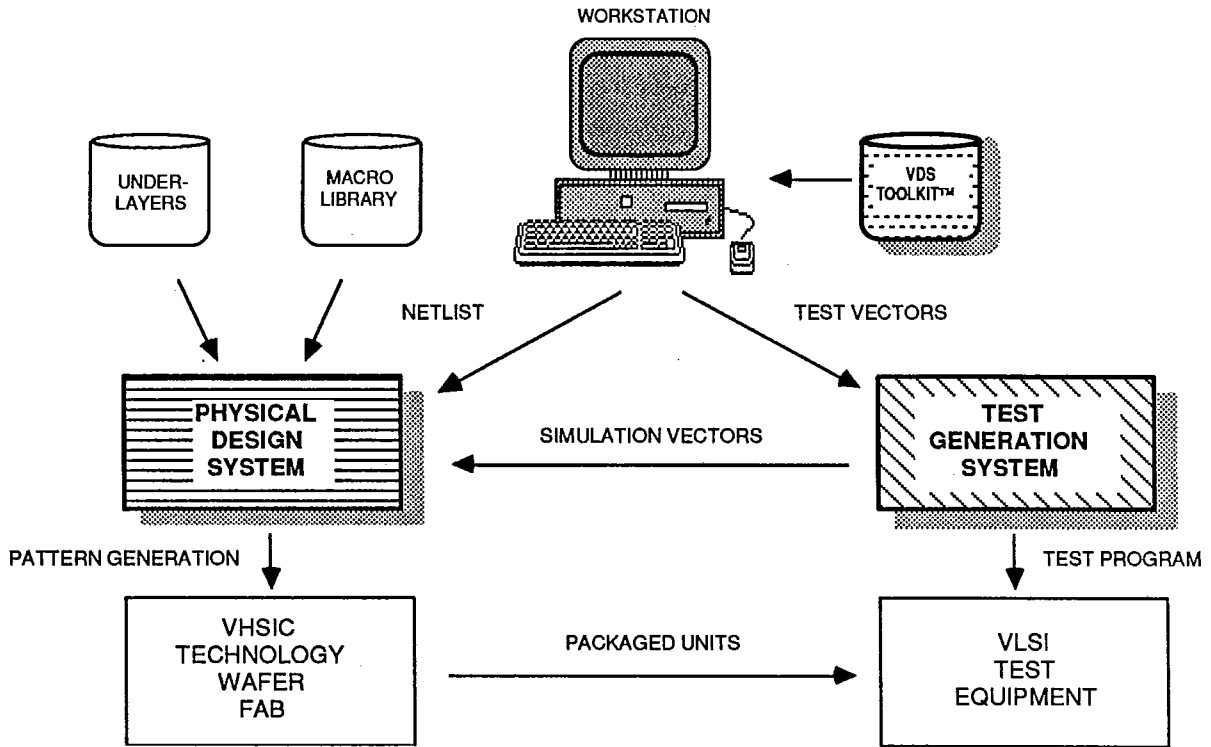 WORKSTATION
UNDER-
LAYERS
MACRO
LIBRARY
VDS
TOOLKIT™
NETLIST
TEST VECTORS
PHYSICAL
DESIGN
SYSTEM
SIMULATION VECTORS
TEST
GENERATION
SYSTEM
PATTERN GENERATION
TEST PROGRAM
VHSIC
TECHNOLOGY
WAFER
FAB
PACKAGED UNITS
VLSI
TEST
EQUIPMENT